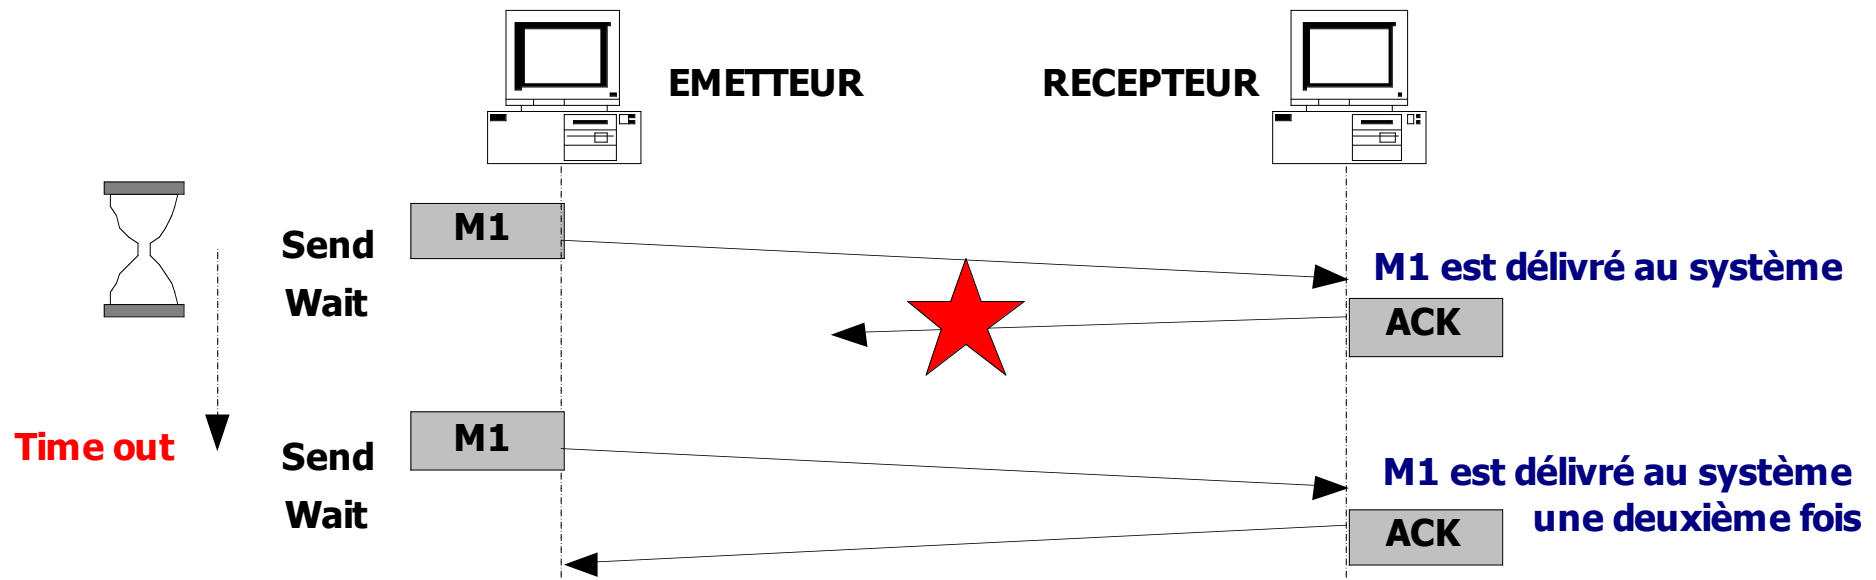 EMETTEUR
RECEPTEUR
Send
M1
M1 est délivré au système
Wait
ACK
Time out
Send
M1
M1 est délivré au système
une deuxième fois
Wait
ACK